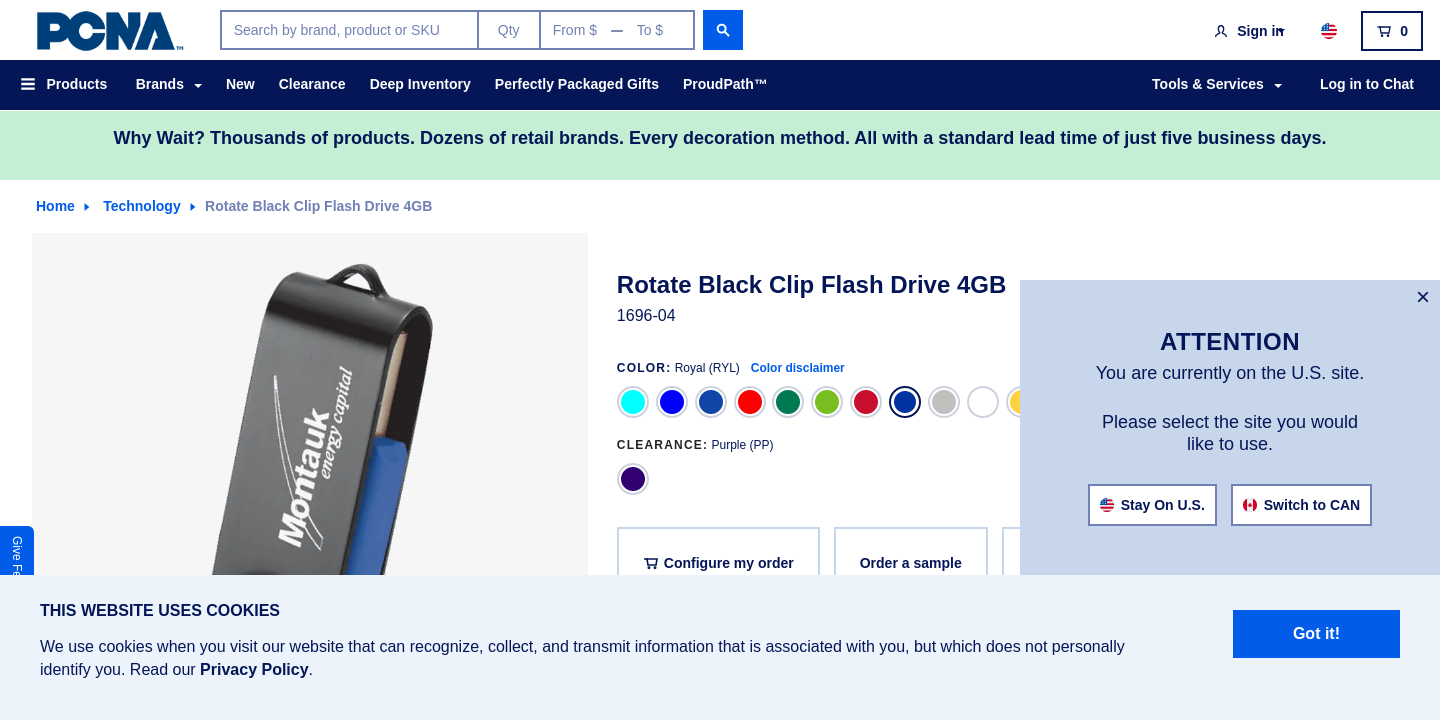 PCNA™
Search by brand, product or SKU
Qty
From $ — To $
Sign in
0
Products
Brands
New
Clearance
Deep Inventory
Perfectly Packaged Gifts
ProudPath™
Tools & Services
Log in to Chat
Why Wait? Thousands of products. Dozens of retail brands. Every decoration method. All with a standard lead time of just five business days.
Home
Technology
Rotate Black Clip Flash Drive 4GB
Montauk
energy capital
Rotate Black Clip Flash Drive 4GB
1696-04
COLOR: Royal (RYL) Color disclaimer
CLEARANCE: Purple (PP)
Configure my order
Order a sample
×
ATTENTION
You are currently on the U.S. site.
Please select the site you would
like to use.
Stay On U.S.
Switch to CAN
Give
THIS WEBSITE USES COOKIES
We use cookies when you visit our website that can recognize, collect, and transmit information that is associated with you, but which does not personally
identify you. Read our Privacy Policy.
Got it!